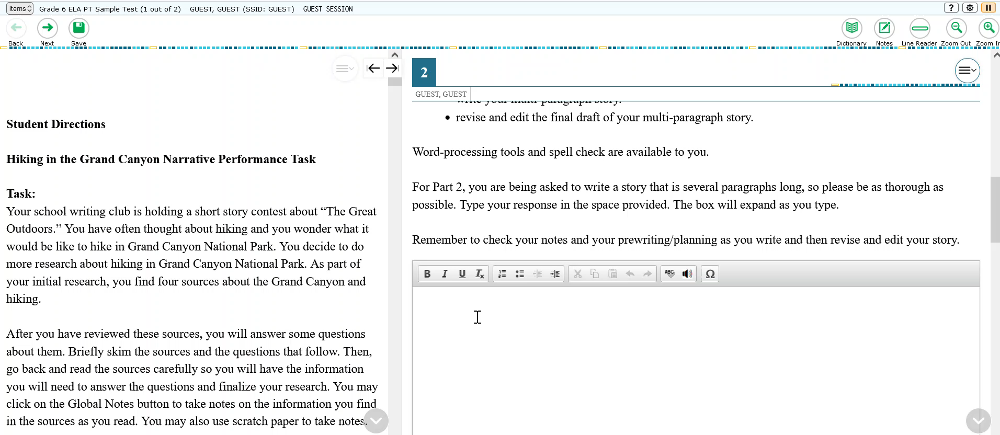 Items Grade 6 ELA PT Sample Test (1 out of 2) GUEST, GUEST (SSID: GUEST) GUEST SESSION ?
Back Next Save Dictionary Notes Line Reader Zoom Out Zoom In
2
GUEST, GUEST
write your multi-paragraph story.
• revise and edit the final draft of your multi-paragraph story.
Word-processing tools and spell check are available to you.
For Part 2, you are being asked to write a story that is several paragraphs long, so please be as thorough as
possible. Type your response in the space provided. The box will expand as you type.
Remember to check your notes and your prewriting/planning as you write and then revise and edit your story.
B I U Tx ABC Ω
Student Directions
Hiking in the Grand Canyon Narrative Performance Task
Task:
Your school writing club is holding a short story contest about “The Great
Outdoors.” You have often thought about hiking and you wonder what it
would be like to hike in Grand Canyon National Park. You decide to do
more research about hiking in Grand Canyon National Park. As part of
your initial research, you find four sources about the Grand Canyon and
hiking.
After you have reviewed these sources, you will answer some questions
about them. Briefly skim the sources and the questions that follow. Then,
go back and read the sources carefully so you will have the information
you will need to answer the questions and finalize your research. You may
click on the Global Notes button to take notes on the information you find
in the sources as you read. You may also use scratch paper to take notes.